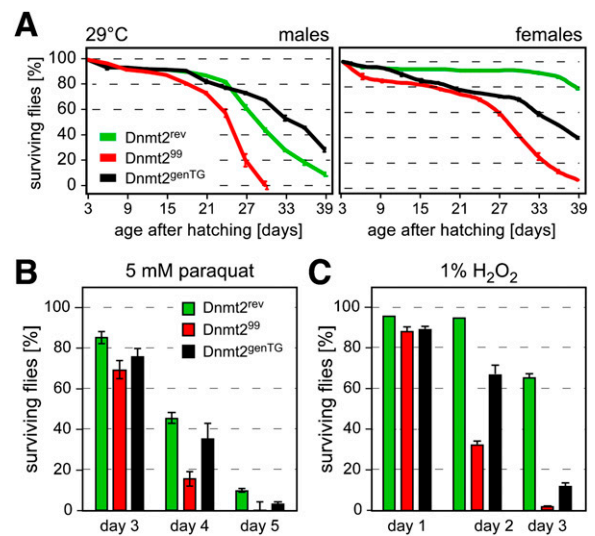 A
29°C males females
surviving flies [%]
100
80
60
40
20
0
Dnmt2rev
Dnmt299
Dnmt2genTG
3 9 15 21 27 33 39 3 9 15 21 27 33 39
age after hatching [days] age after hatching [days]
B
5 mM paraquat
surviving flies [%]
100
80
60
40
20
0
Dnmt2rev
Dnmt299
Dnmt2genTG
day 3 day 4 day 5
C
1% H2O2
surviving flies [%]
100
80
60
40
20
0
day 1 day 2 day 3